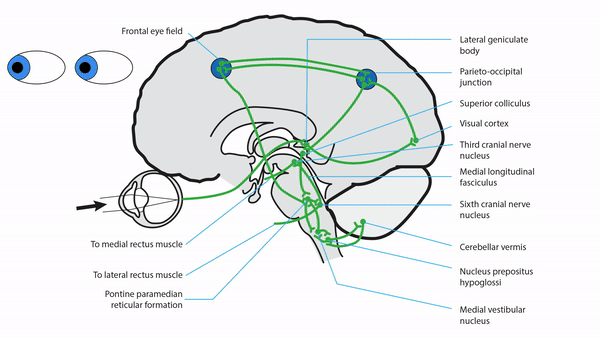 Frontal eye field
Lateral geniculate
body
Parieto-occipital
junction
Superior colliculus
Visual cortex
Third cranial nerve
nucleus
Medial longitudinal
fasciculus
Sixth cranial nerve
nucleus
Cerebellar vermis
Nucleus prepositus
hypoglossi
Medial vestibular
nucleus
To medial rectus muscle
To lateral rectus muscle
Pontine paramedian
reticular formation